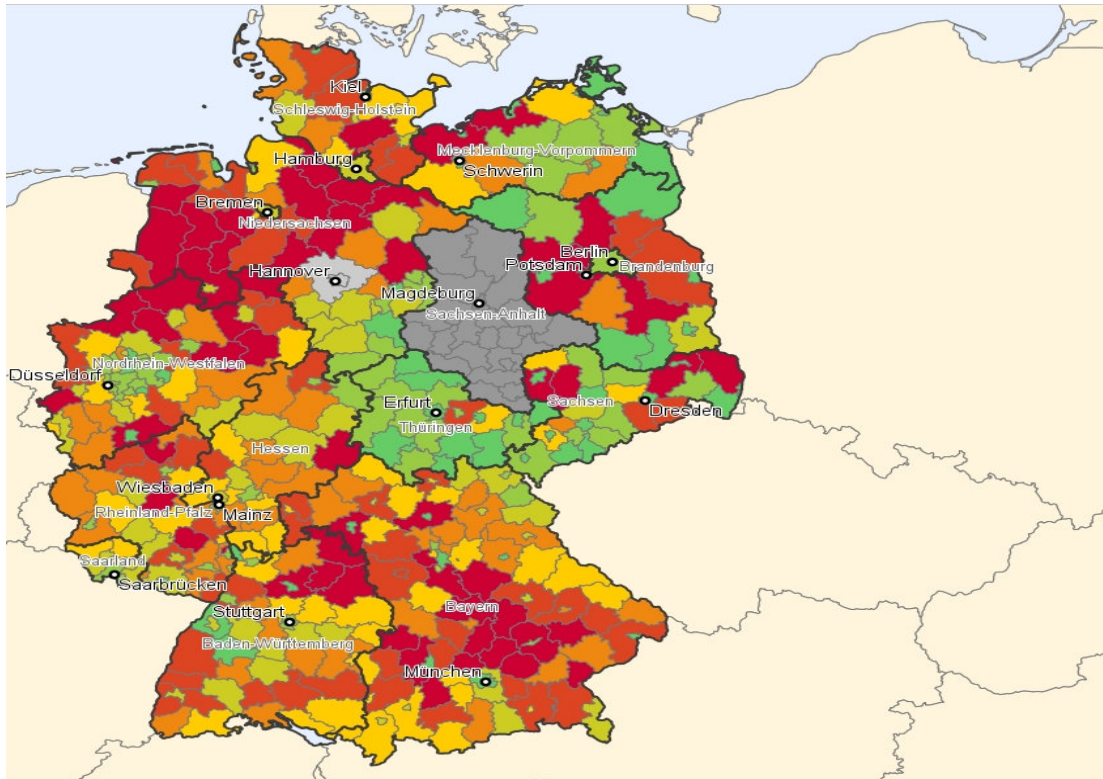 Kiel
Schleswig-Holstein
Hamburg
Mecklenburg-Vorpommern
Schwerin
Bremen
Niedersachsen
Hannover
Berlin
Potsdam
Brandenburg
Magdeburg
Sachsen-Anhalt
Nordrhein-Westfalen
Düsseldorf
Erfurt
Thüringen
Sachsen
Dresden
Hessen
Wiesbaden
Rheinland-Pfalz
Mainz
Saarland
Saarbrücken
Stuttgart
Baden-Württemberg
Bayern
München